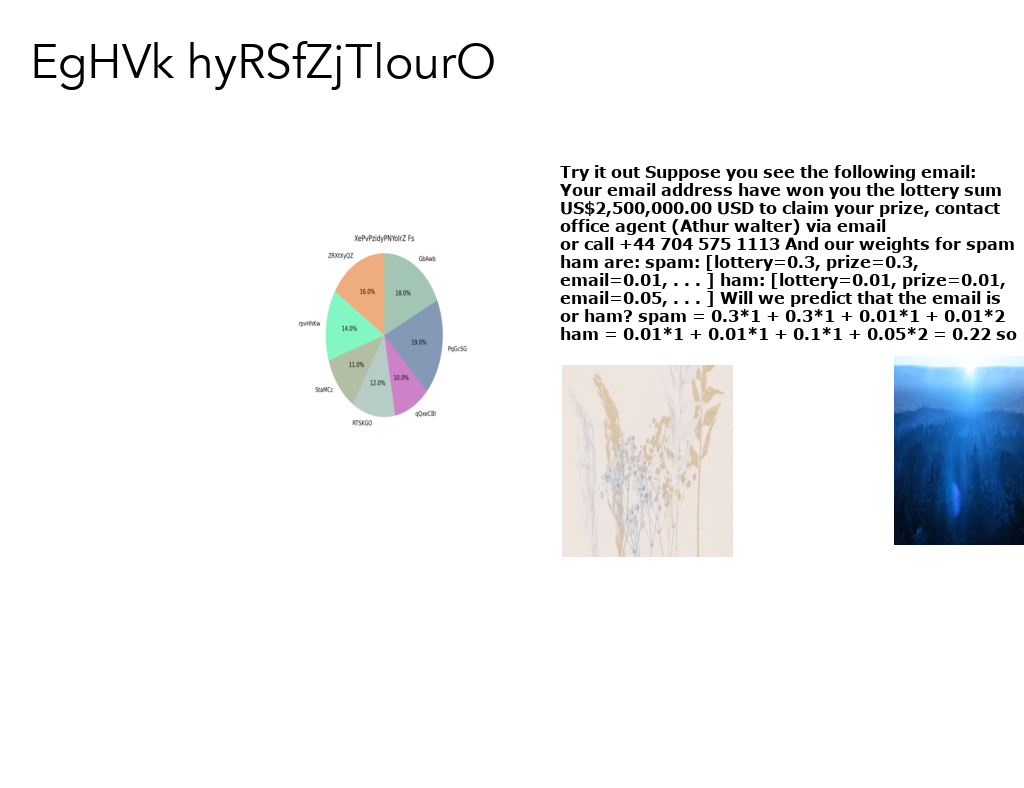 EgHVk hyRSfZjTlourO
Try it out Suppose you see the following email:
Your email address have won you the lottery sum
US$2,500,000.00 USD to claim your prize, contact
office agent (Athur walter) via email
or call +44 704 575 1113 And our weights for spam
ham are: spam: [lottery=0.3, prize=0.3,
email=0.01, . . . ] ham: [lottery=0.01, prize=0.01,
email=0.05, . . . ] Will we predict that the email is
or ham? spam = 0.3*1 + 0.3*1 + 0.01*1 + 0.01*2
ham = 0.01*1 + 0.01*1 + 0.1*1 + 0.05*2 = 0.22 so
GbAwb
ZRXtXyQZ
16.0%
18.0%
rpvHhKw
14.0%
19.0%
PqGcSG
11.0%
10.0%
12.0%
StaMCc
qQxeCBI
RTSKGO